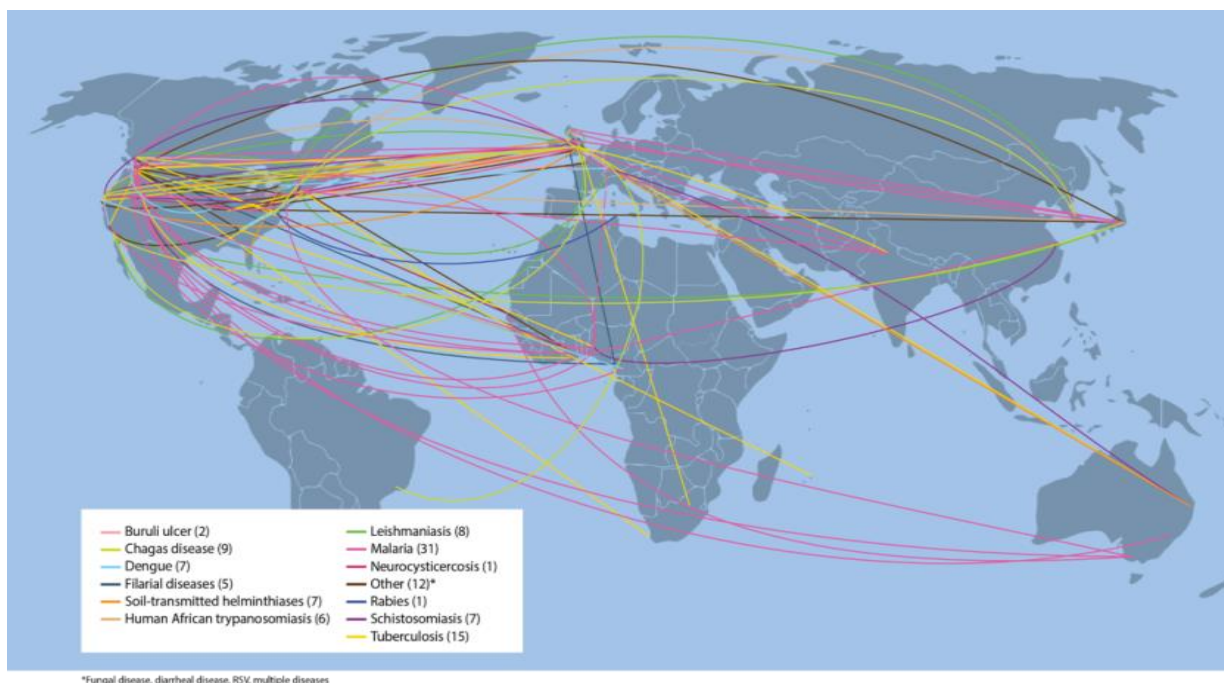 Buruli ulcer (2)
Chagas disease (9)
Dengue (7)
Filarial diseases (5)
Soil-transmitted helminthiases (7)
Human African trypanosomiasis (6)
Leishmaniasis (8)
Malaria (31)
Neurocysticercosis (1)
Other (12)*
Rabies (1)
Schistosomiasis (7)
Tuberculosis (15)
*Fungal disease, diarrheal disease, RSV, multiple diseases